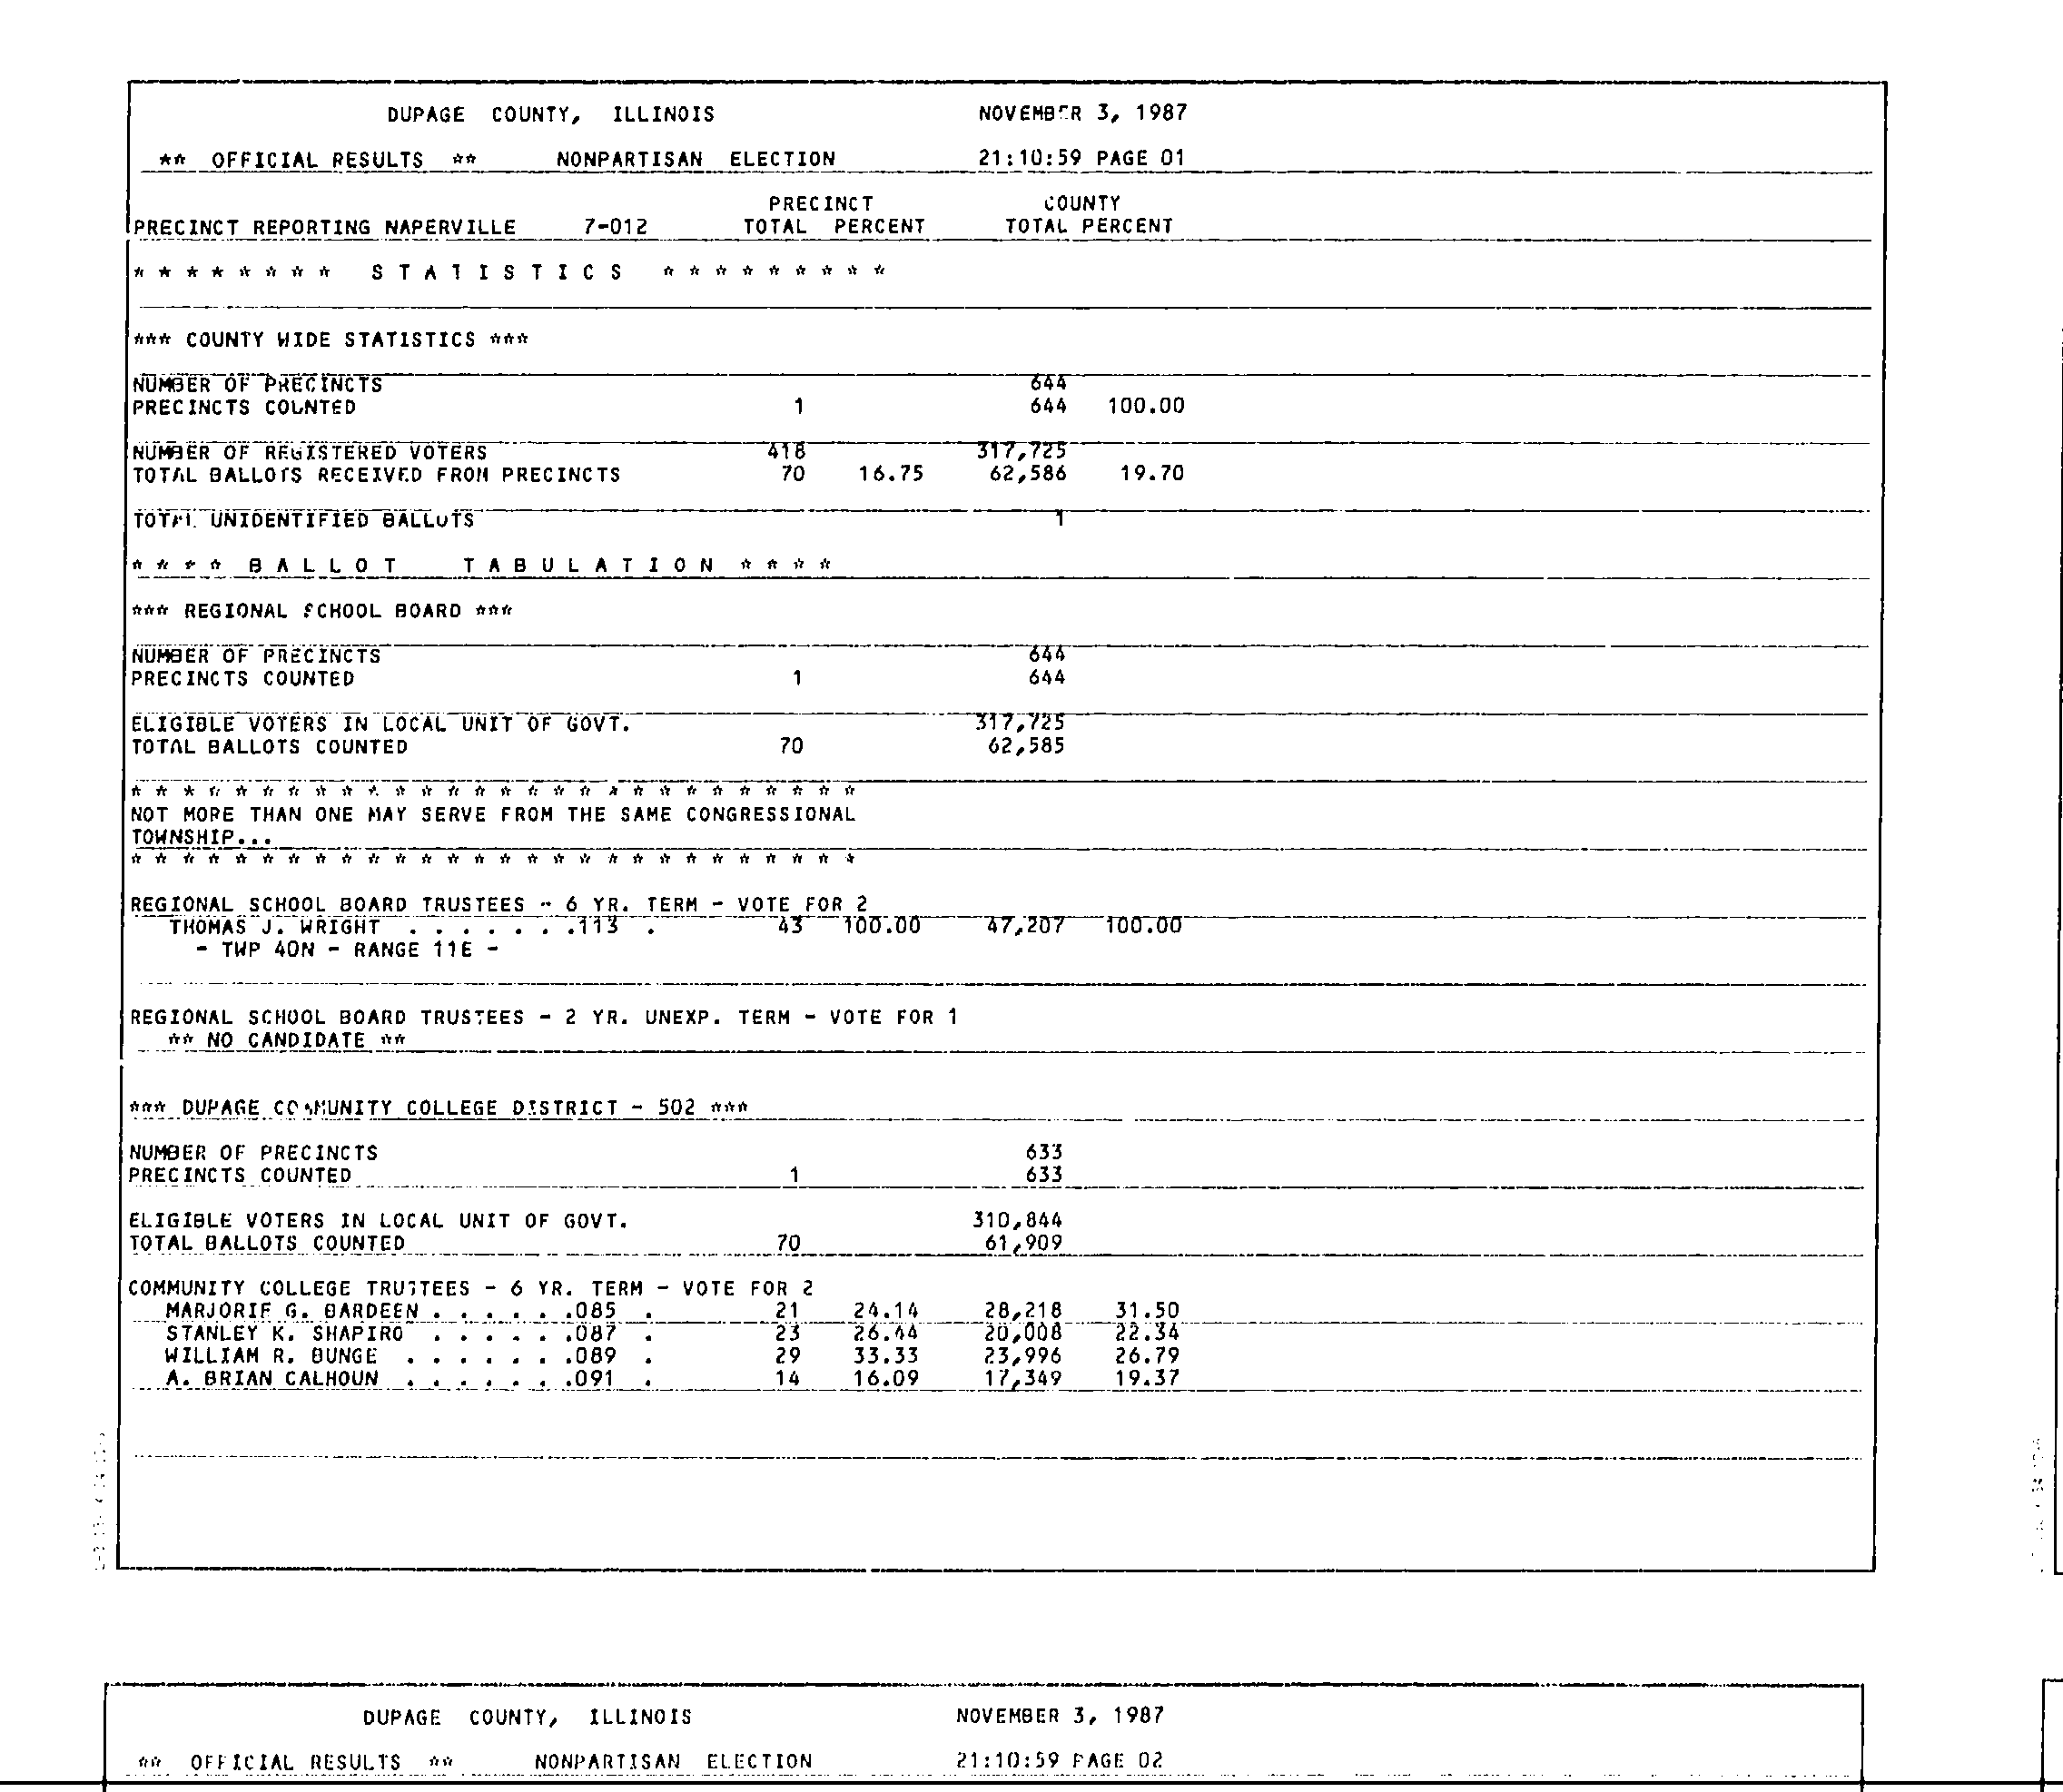 DUPAGE COUNTY, ILLINOIS NOVEMBER 3, 1987
** OFFICIAL RESULTS ** NONPARTISAN ELECTION 21:10:59 PAGE 01
PRECINCT COUNTY
PRECINCT REPORTING NAPERVILLE 7-012 TOTAL PERCENT TOTAL PERCENT
* * * * * * * * S T A T I S T I C S * * * * * * * * *
*** COUNTY WIDE STATISTICS ***
NUMBER OF PRECINCTS 644
PRECINCTS COUNTED 1 644 100.00
NUMBER OF REGISTERED VOTERS 418 317,725
TOTAL BALLOTS RECEIVED FROM PRECINCTS 70 16.75 62,586 19.70
TOTAL UNIDENTIFIED BALLOTS 1
* * * * B A L L O T T A B U L A T I O N * * * *
*** REGIONAL SCHOOL BOARD ***
NUMBER OF PRECINCTS 644
PRECINCTS COUNTED 1 644
ELIGIBLE VOTERS IN LOCAL UNIT OF GOVT. 317,725
TOTAL BALLOTS COUNTED 70 62,585
* * * * * * * * * * * * * * * * * * * * * * * * * * * *
NOT MORE THAN ONE MAY SERVE FROM THE SAME CONGRESSIONAL
TOWNSHIP...
* * * * * * * * * * * * * * * * * * * * * * * * * * * *
REGIONAL SCHOOL BOARD TRUSTEES - 6 YR. TERM - VOTE FOR 2
THOMAS J. WRIGHT . . . . . . .113 . 43 100.00 47,207 100.00
- TWP 40N - RANGE 11E -
REGIONAL SCHOOL BOARD TRUSTEES - 2 YR. UNEXP. TERM - VOTE FOR 1
** NO CANDIDATE **
*** DUPAGE COMMUNITY COLLEGE DISTRICT - 502 ***
NUMBER OF PRECINCTS 633
PRECINCTS COUNTED 1 633
ELIGIBLE VOTERS IN LOCAL UNIT OF GOVT. 310,844
TOTAL BALLOTS COUNTED 70 61,909
COMMUNITY COLLEGE TRUSTEES - 6 YR. TERM - VOTE FOR 2
MARJORIE G. BARDEEN . . . . . .085 . 21 24.14 28,218 31.50
STANLEY K. SHAPIRO . . . . . .087 . 23 26.44 20,008 22.34
WILLIAM R. BUNGE . . . . . . .089 . 29 33.33 23,996 26.79
A. BRIAN CALHOUN . . . . . . .091 . 14 16.09 17,349 19.37
DUPAGE COUNTY, ILLINOIS NOVEMBER 3, 1987
** OFFICIAL RESULTS ** NONPARTISAN ELECTION 21:10:59 PAGE 02